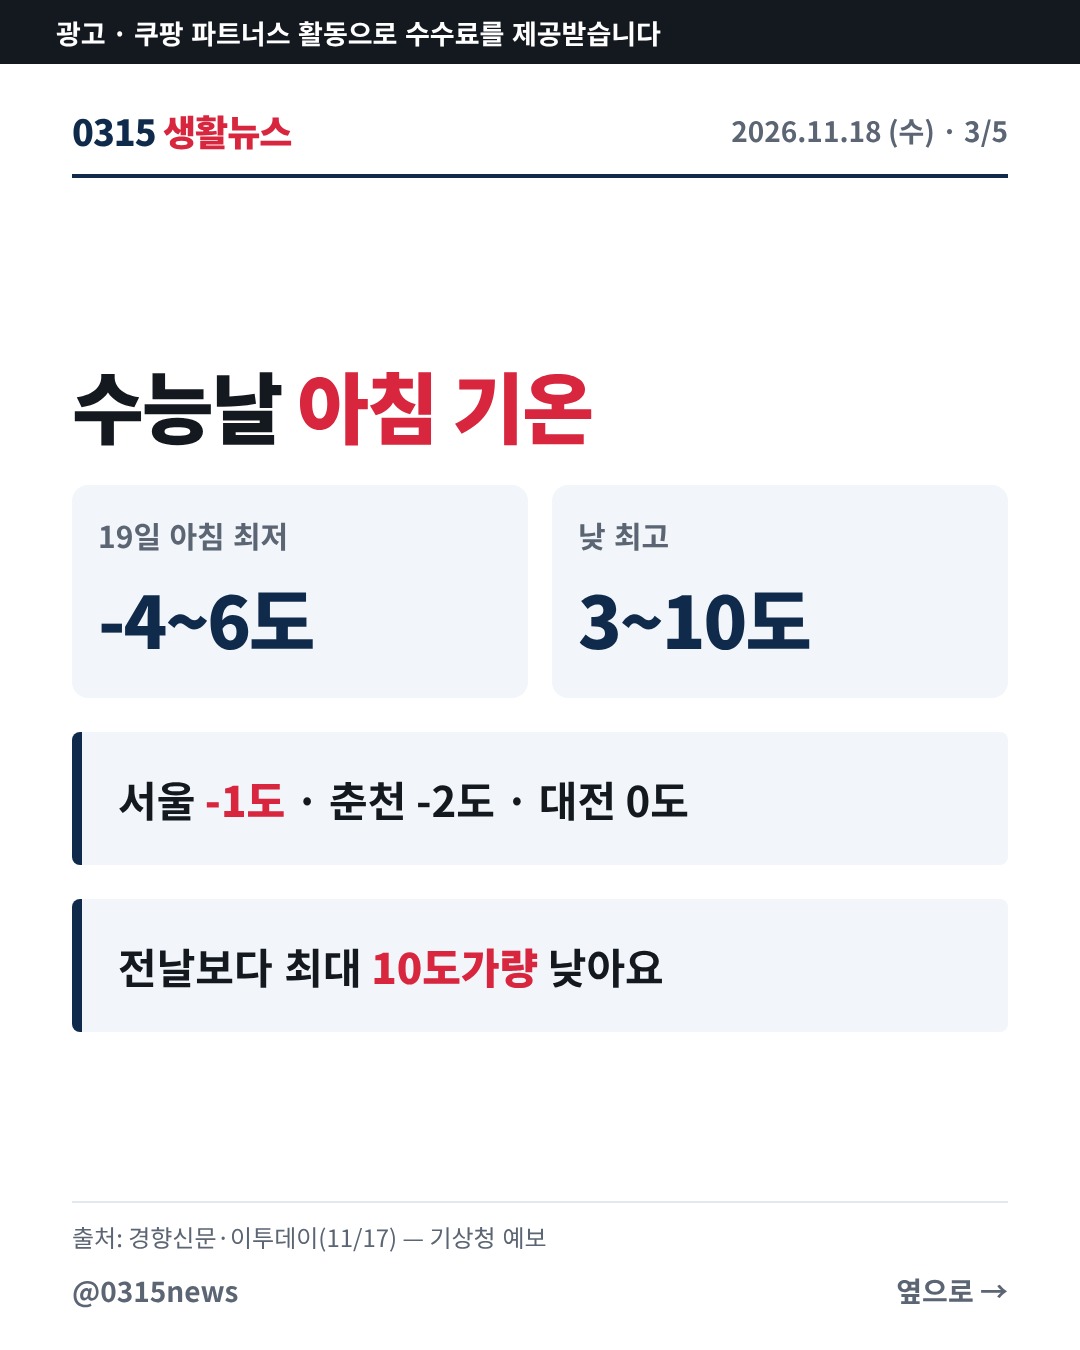 광고 · 쿠팡 파트너스 활동으로 수수료를 제공받습니다
0315 생활뉴스
2026.11.18 (수) · 3/5
수능날 아침 기온
19일 아침 최저
-4~6도
낮 최고
3~10도
서울 -1도 · 춘천 -2도 · 대전 0도
전날보다 최대 10도가량 낮아요
출처: 경향신문·이투데이(11/17) — 기상청 예보
@0315news
옆으로 →